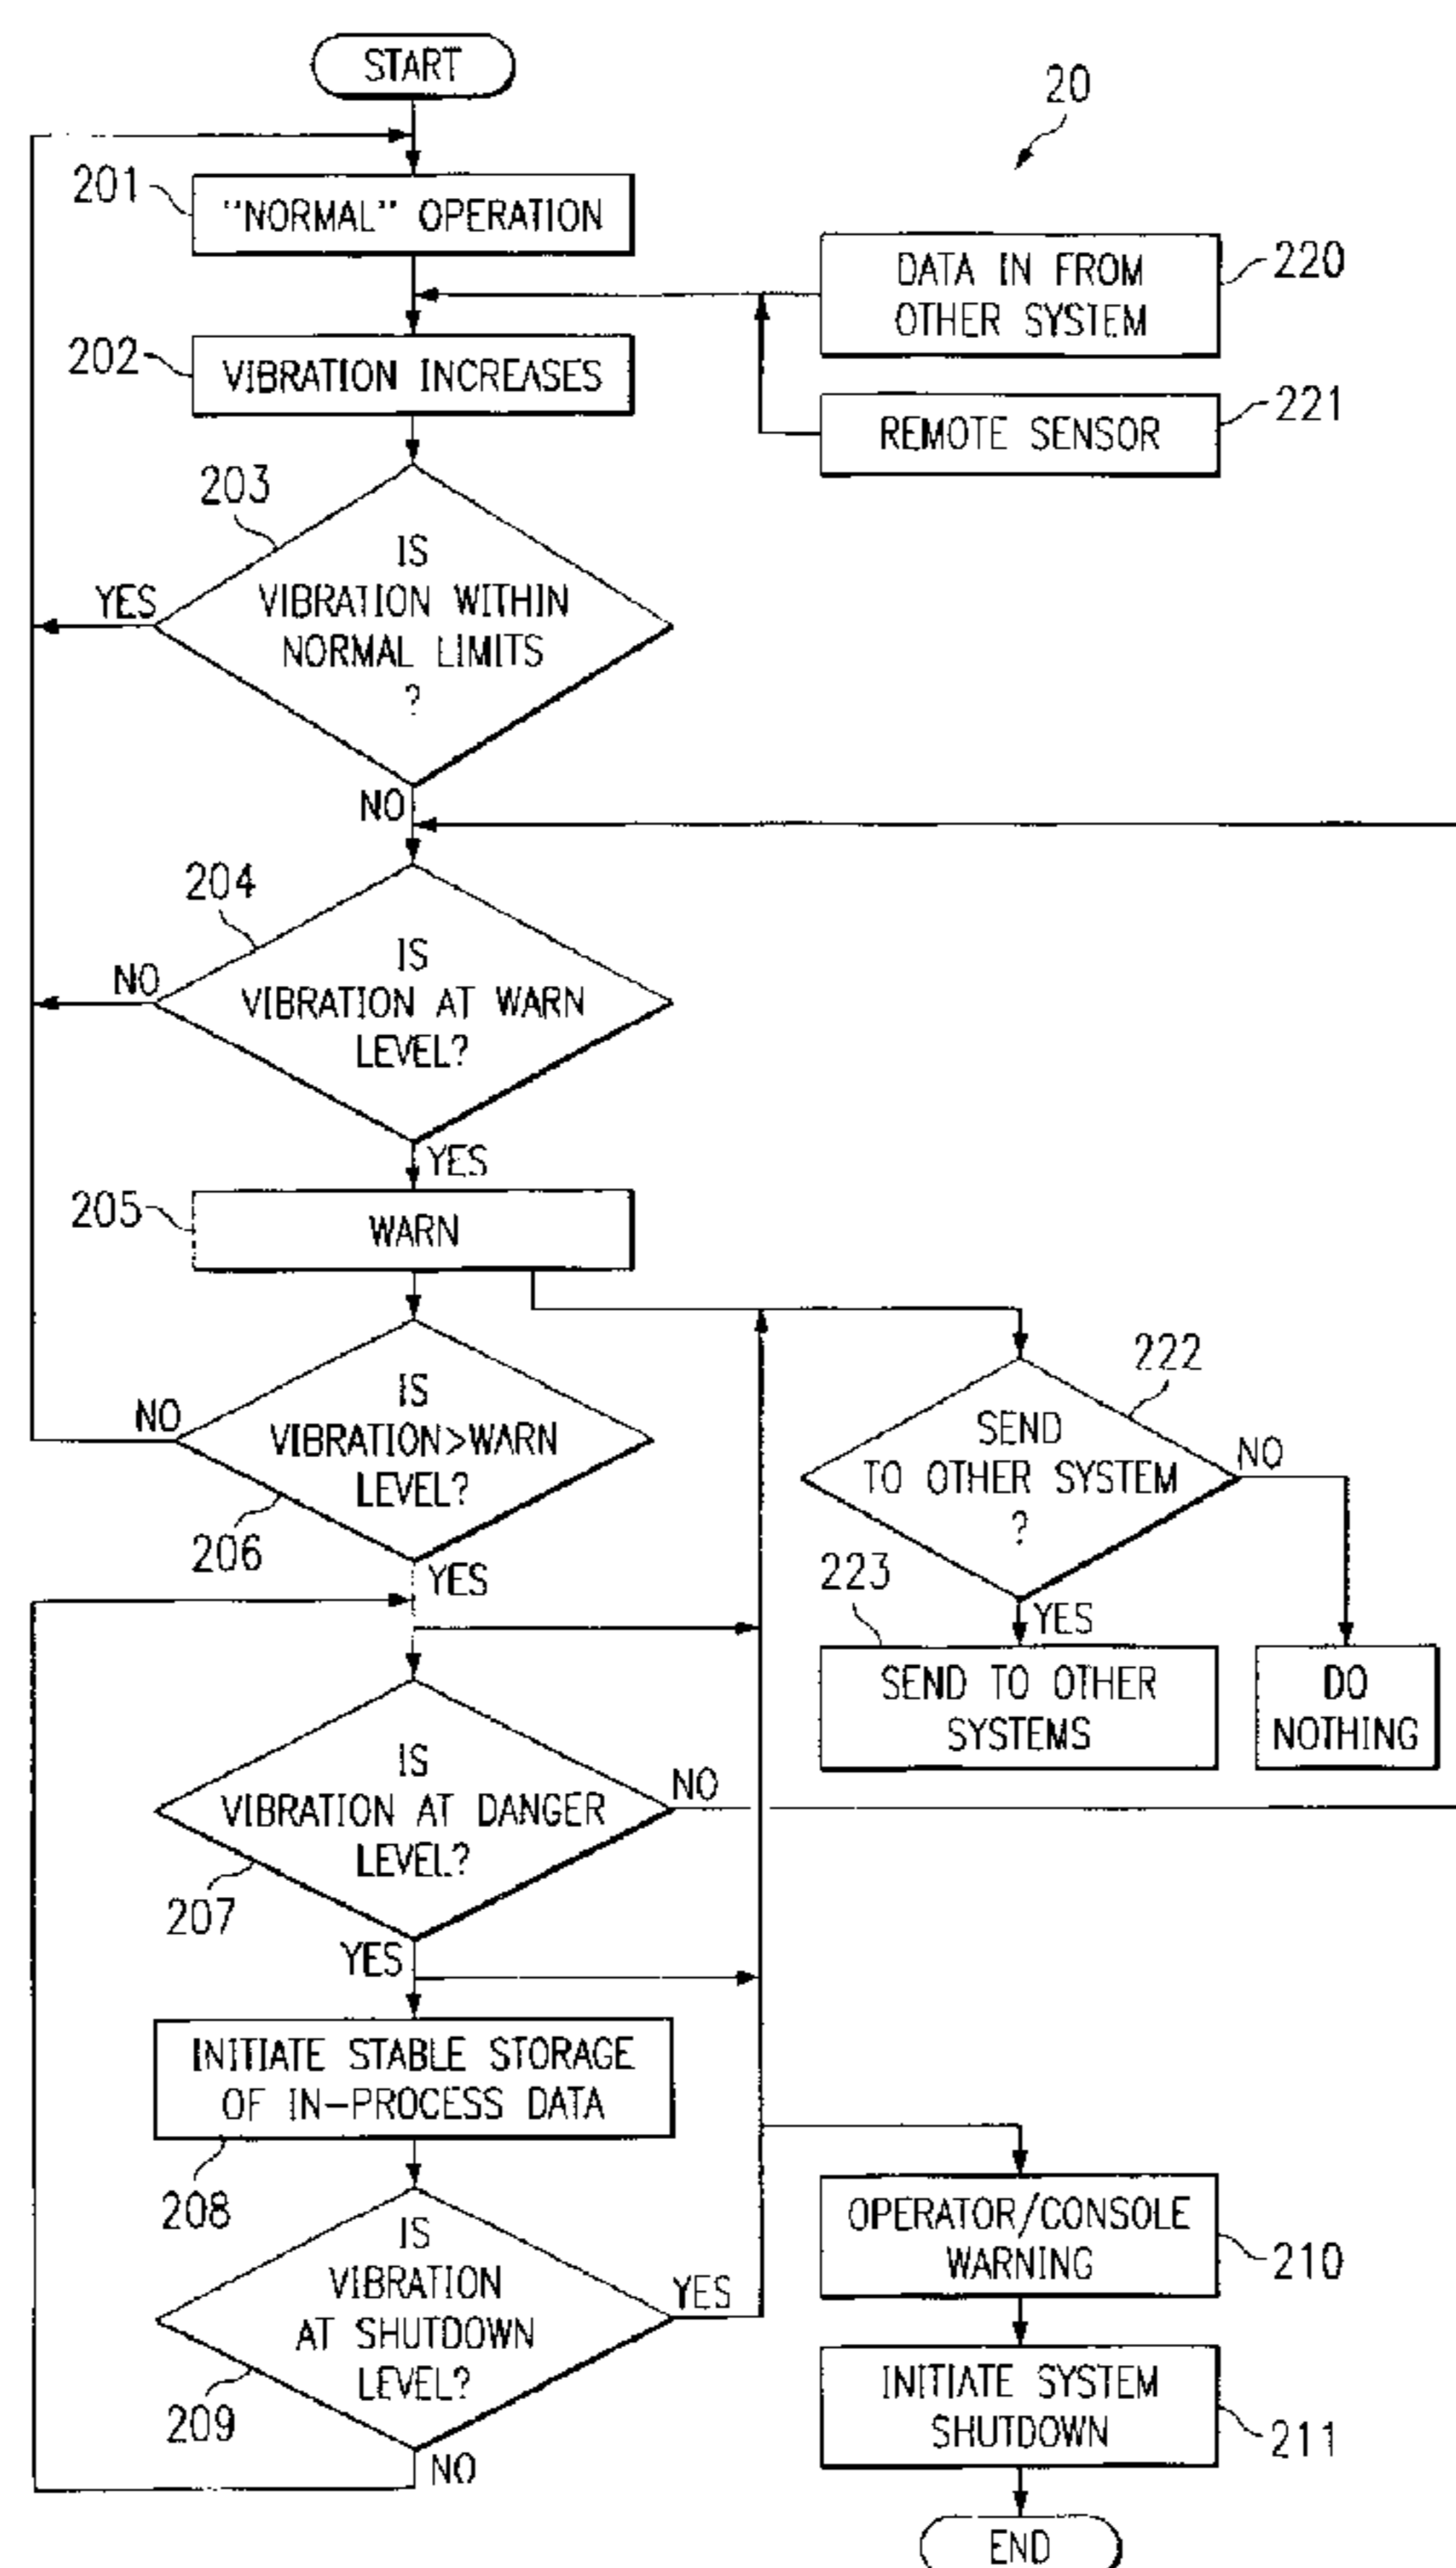 START
20
201
"NORMAL" OPERATION
DATA IN FROM
OTHER SYSTEM
220
202
VIBRATION INCREASES
REMOTE SENSOR
221
203
IS
VIBRATION WITHIN
NORMAL LIMITS
?
YES
NO
204
IS
VIBRATION AT WARN
LEVEL?
NO
YES
205
WARN
IS
VIBRATION>WARN
LEVEL?
NO
206
YES
222
SEND
TO OTHER SYSTEM
?
NO
YES
223
SEND TO OTHER
SYSTEMS
DO
NOTHING
IS
VIBRATION AT DANGER
LEVEL?
NO
207
YES
INITIATE STABLE STORAGE
OF IN-PROCESS DATA
208
IS
VIBRATION
AT SHUTDOWN
LEVEL?
YES
209
NO
OPERATOR/CONSOLE
WARNING
210
INITIATE SYSTEM
SHUTDOWN
211
END